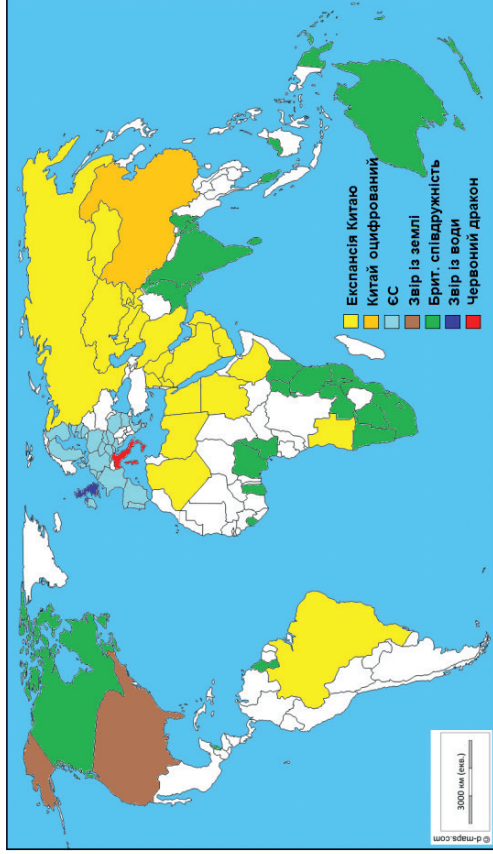 Експансія Китаю
Китай оцифрований
ЄС
Звір із землі
Брит. співдружність
Звір із води
Червоний дракон
3000 км (екв.)
© d-maps.com